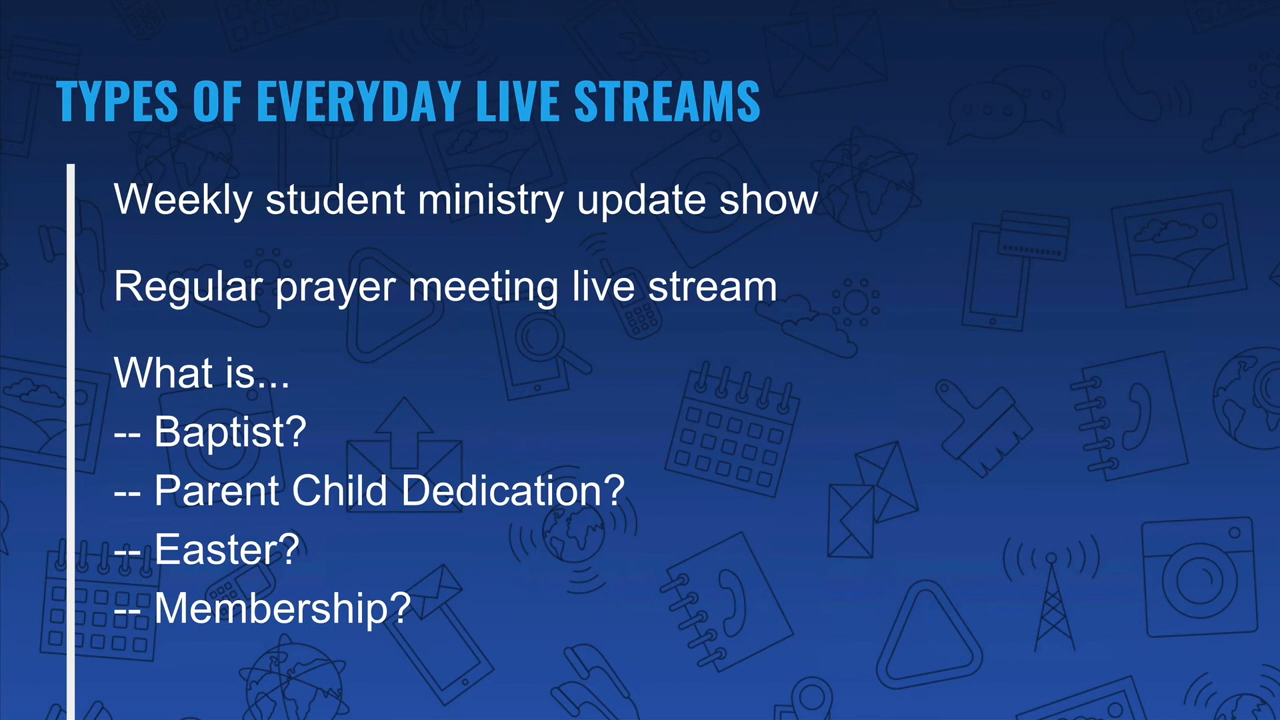 TYPES OF EVERYDAY LIVE STREAMS
Weekly student ministry update show
Regular prayer meeting live stream
What is...
-- Baptist?
-- Parent Child Dedication?
-- Easter?
-- Membership?